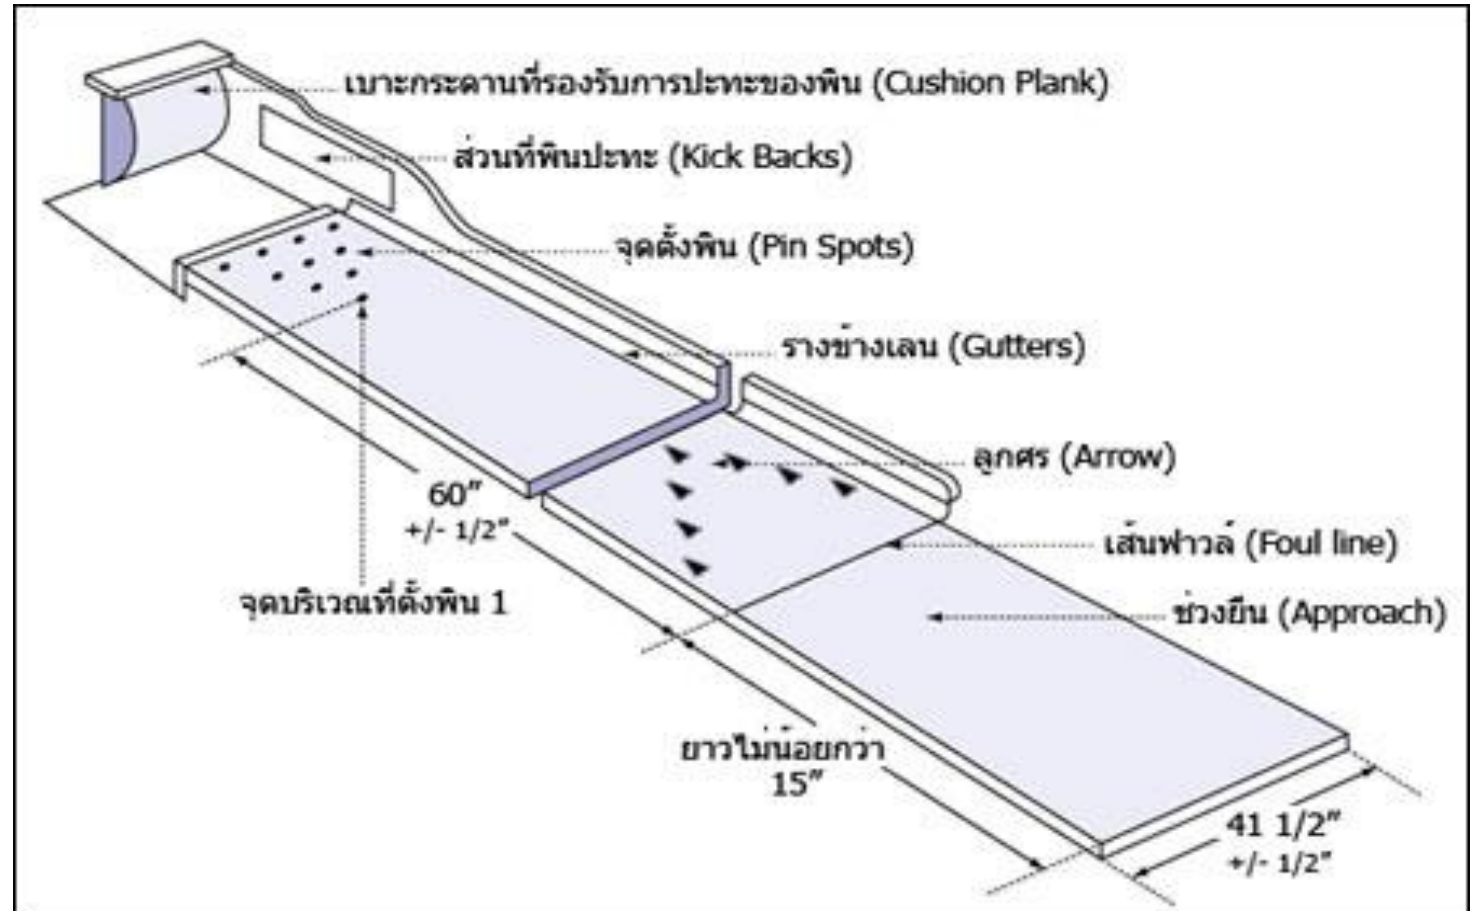 เบาะกระดานที่รองรับการปะทะของพิน (Cushion Plank)
ส่วนที่พินปะทะ (Kick Backs)
จุดตั้งพิน (Pin Spots)
รางข้างเลน (Gutters)
ลูกศร (Arrow)
60"
+/- 1/2"
เส้นฟาวล์ (Foul line)
จุดบริเวณที่ตั้งพิน 1
ช่วงยืน (Approach)
ยาวไม่น้อยกว่า
15"
41 1/2"
+/- 1/2"